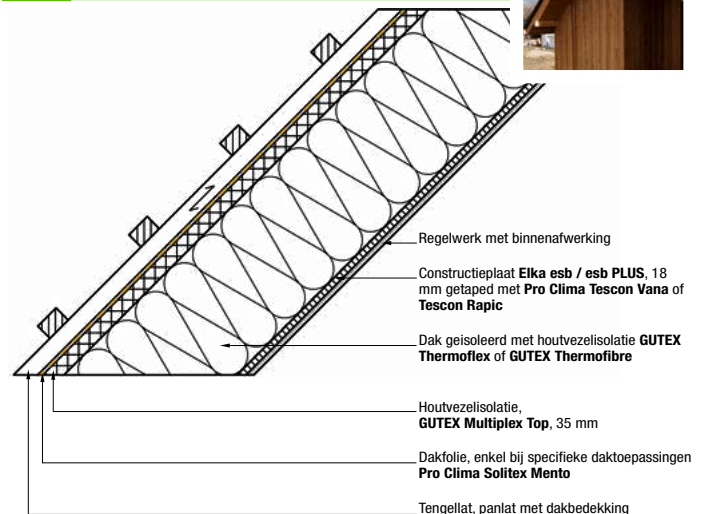 Regelwerk met binnenafwerking
Constructieplaat Elka esb / esb PLUS, 18
mm getaped met Pro Clima Tescon Vana of
Tescon Rapic
Dak geisoleerd met houtvezelisolatie GUTEX
Thermoflex of GUTEX Thermofibre
Houtvezelisolatie,
GUTEX Multiplex Top, 35 mm
Dakfolie, enkel bij specifieke daktoepassingen
Pro Clima Solitex Mento
Tengellat, panlat met dakbedekking